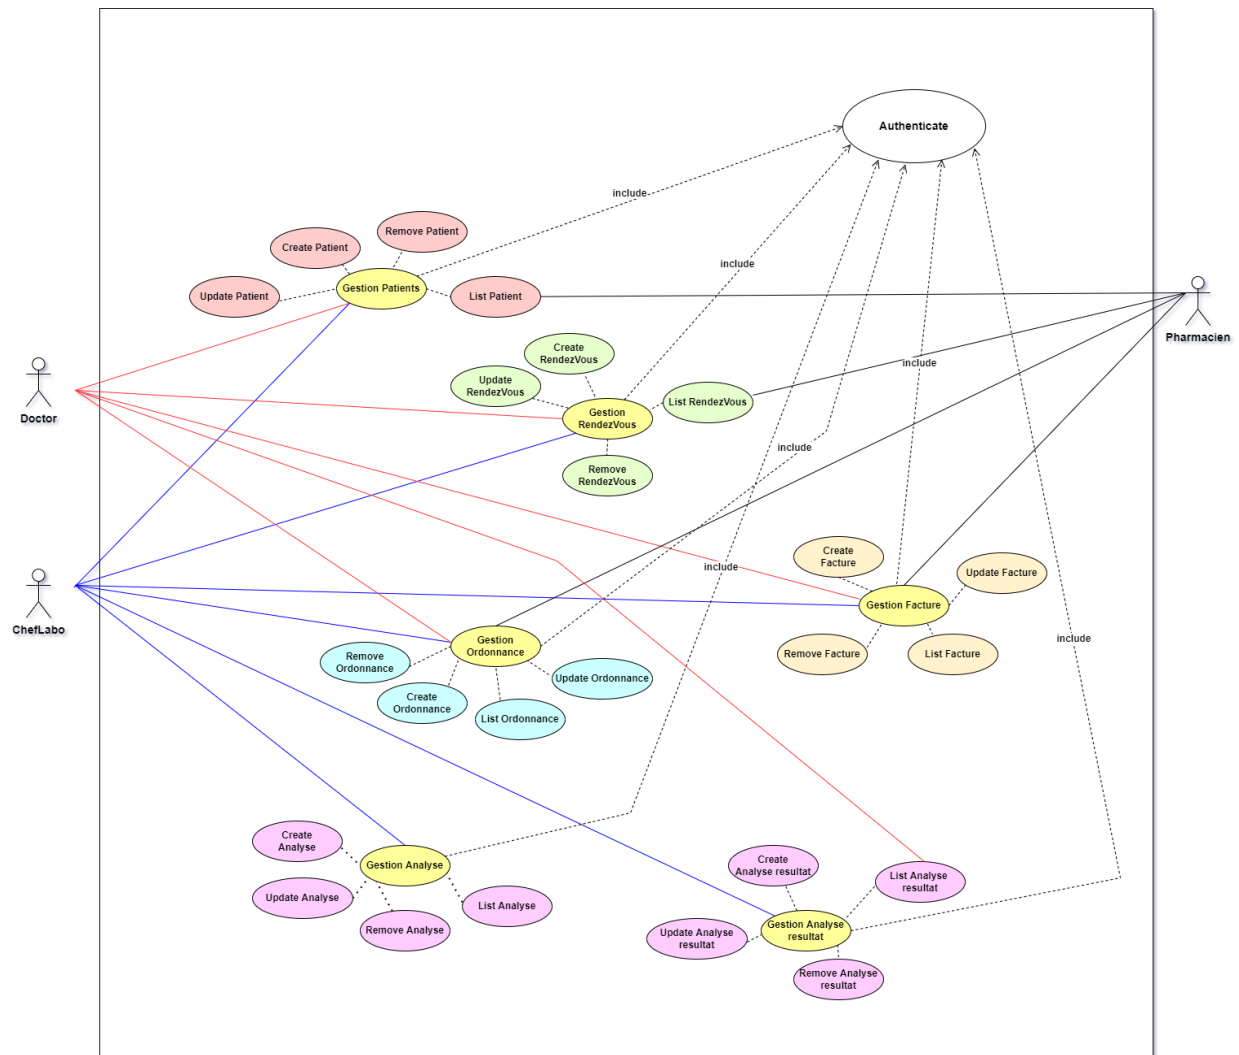 Authenticate
include
Remove Patient
Create Patient
Gestion Patients
Update Patient
List Patient
include
Pharmacien
Create
RendezVous
include
Update
RendezVous
List RendezVous
Gestion
RendezVous
Doctor
include
Remove
RendezVous
Create
Facture
include
Update Facture
ChefLabo
Gestion Facture
Gestion
Ordonnance
include
Remove
Ordonnance
Remove Facture
List Facture
Update Ordonnance
Create
Ordonnance
List Ordonnance
Create
Analyse
Gestion Analyse
Create
Analyse resultat
List Analyse
resultat
Update Analyse
List Analyse
Remove Analyse
Gestion Analyse
resultat
Update Analyse
resultat
Remove Analyse
resultat